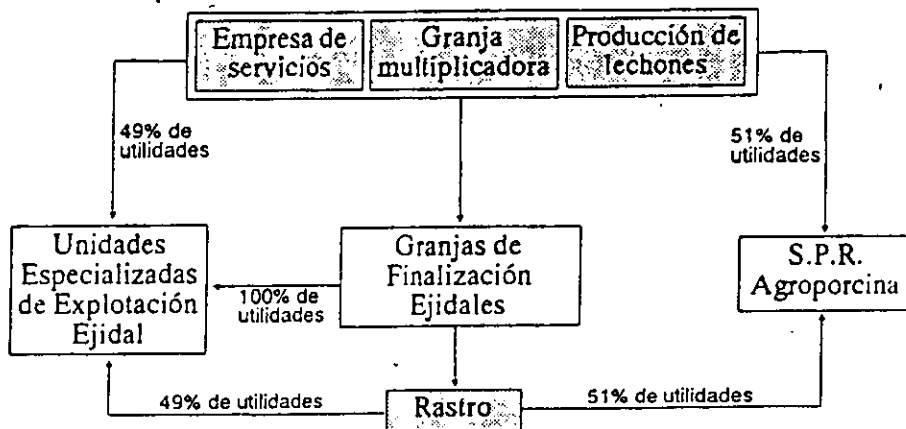 Empresa de
servicios
Granja
multiplicadora
Producción de
lechones
49% de
utilidades
51% de
utilidades
Unidades
Especializadas
de Explotación
Ejidal
100% de
utilidades
Granjas de
Finalización
Ejidales
S.P.R.
Agroporcina
49% de utilidades
Rastro
51% de utilidades